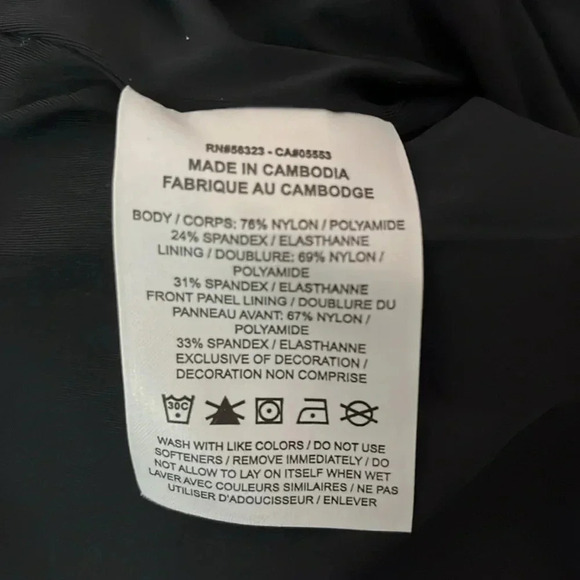 RN#56323 - CA#05553
MADE IN CAMBODIA
FABRIQUE AU CAMBODGE
BODY / CORPS: 76% NYLON / POLYAMIDE
24% SPANDEX / ELASTHANNE
LINING / DOUBLURE: 69% NYLON /
POLYAMIDE
31% SPANDEX / ELASTHANNE
FRONT PANEL LINING / DOUBLURE DU
PANNEAU AVANT: 67% NYLON /
POLYAMIDE
33% SPANDEX / ELASTHANNE
EXCLUSIVE OF DECORATION /
DECORATION NON COMPRISE
30C
WASH WITH LIKE COLORS / DO NOT USE
SOFTENERS / REMOVE IMMEDIATELY / DO
NOT ALLOW TO LAY ON ITSELF WHEN WET
LAVER AVEC COULEURS SIMILAIRES / NE PAS
UTILISER D'ADOUCISSEUR / ENLEVER